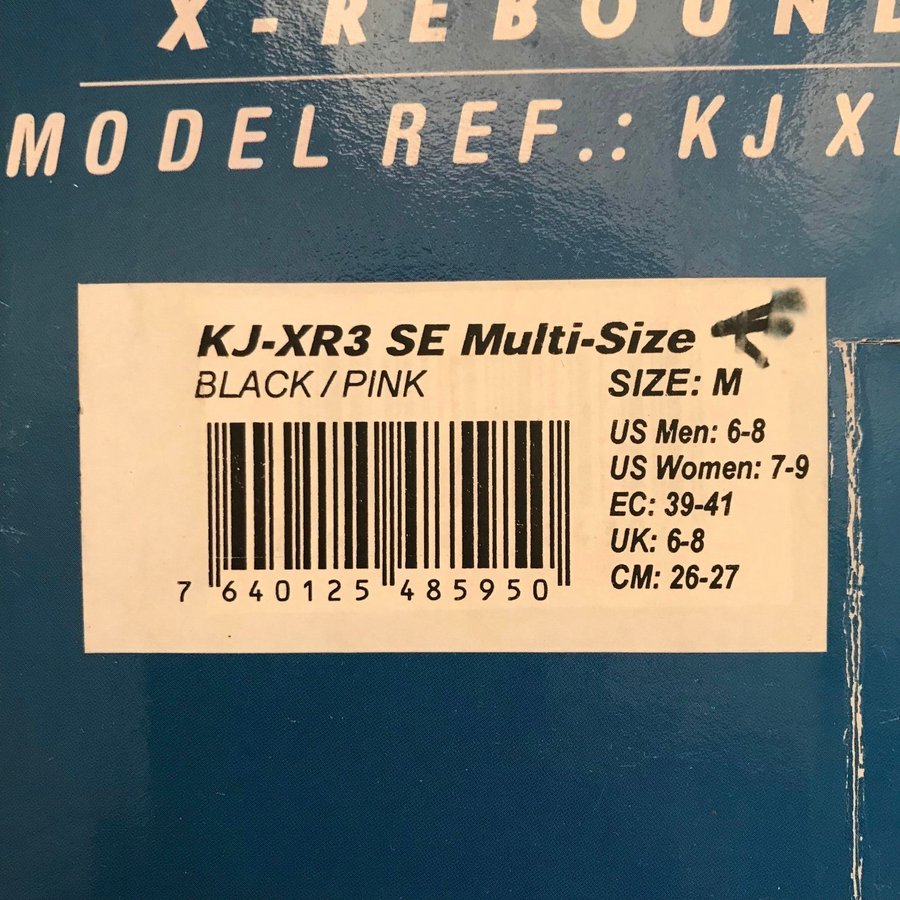 X-REBOUND
MODEL REF.: KJ X
KJ-XR3 SE Multi-Size
BLACK / PINK
SIZE: M
US Men: 6-8
US Women: 7-9
EC: 39-41
UK: 6-8
CM: 26-27
7 640125 485950